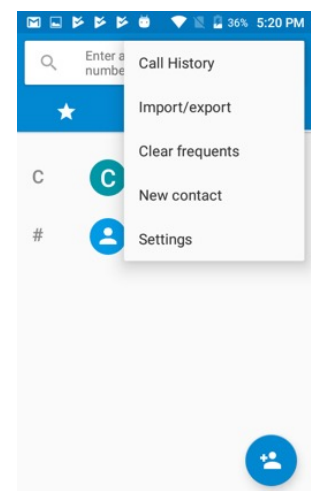 36% 5:20 PM
Enter a
numbe
Call History
Import/export
Clear frequents
New contact
Settings
C
C
#